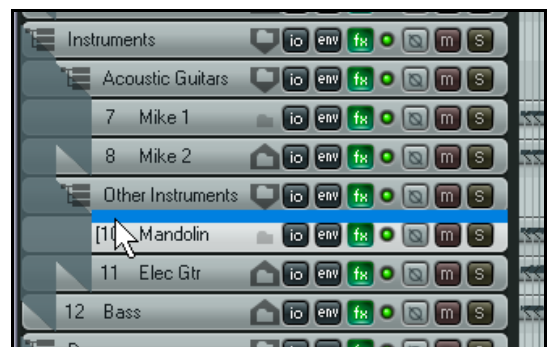 Instruments io env fx m S
Acoustic Guitars io env fx m S
7 Mike 1 io env fx m S
8 Mike 2 io env fx m S
Other Instruments io env fx m S
Mandolin io env fx m S
11 Elec Gtr io env fx m S
12 Bass io env fx m S